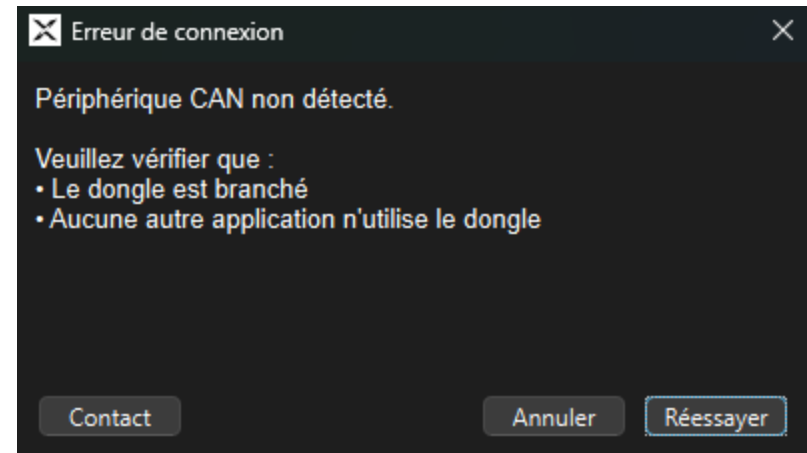 Erreur de connexion
Périphérique CAN non détecté.
Veuillez vérifier que :
• Le dongle est branché
• Aucune autre application n'utilise le dongle
Contact
Annuler
Réessayer